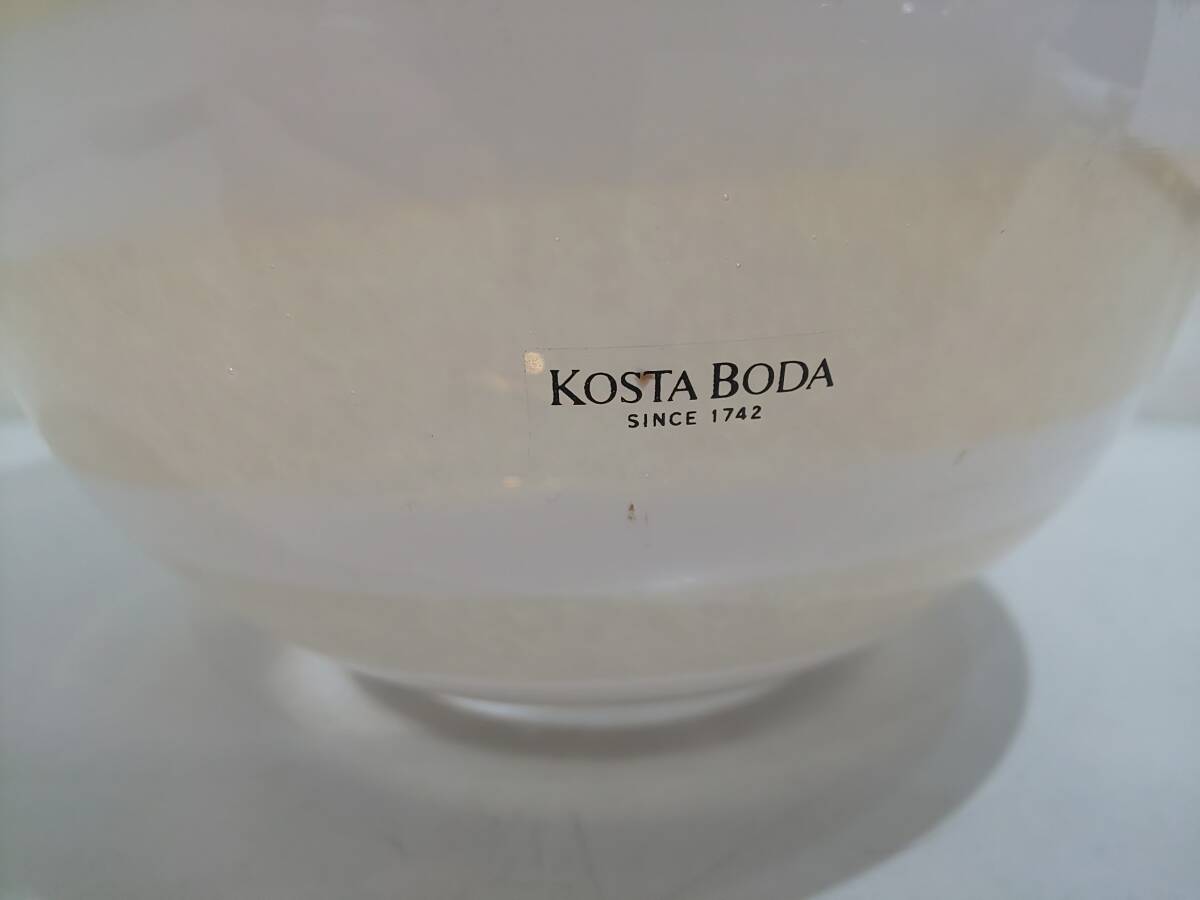 KOSTA BODA
SINCE 1742